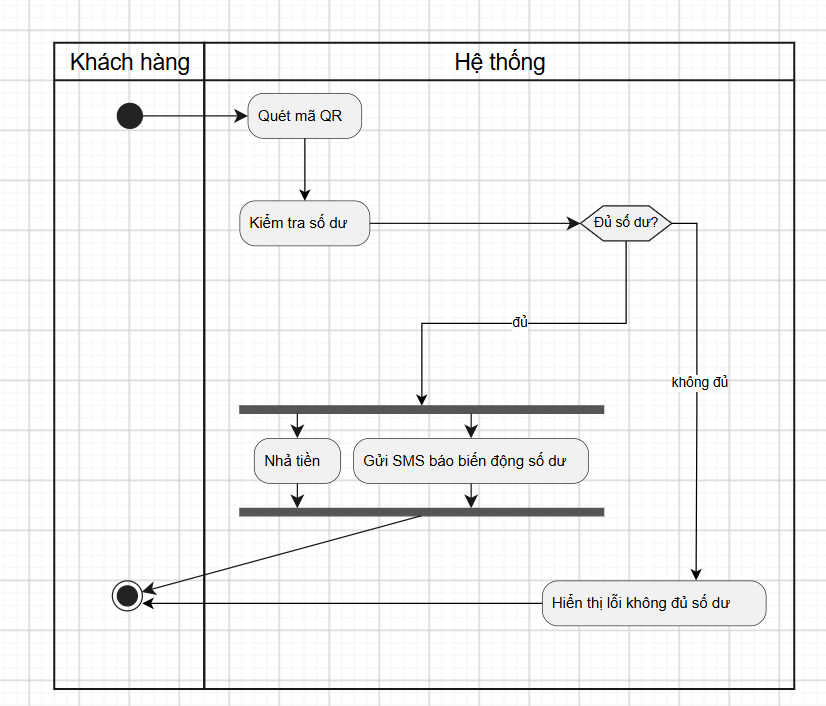 Khách hàng
Hệ thống
Quét mã QR
Kiểm tra số dư
Đủ số dư?
đủ
không đủ
Nhả tiền
Gửi SMS báo biến động số dư
Hiển thị lỗi không đủ số dư